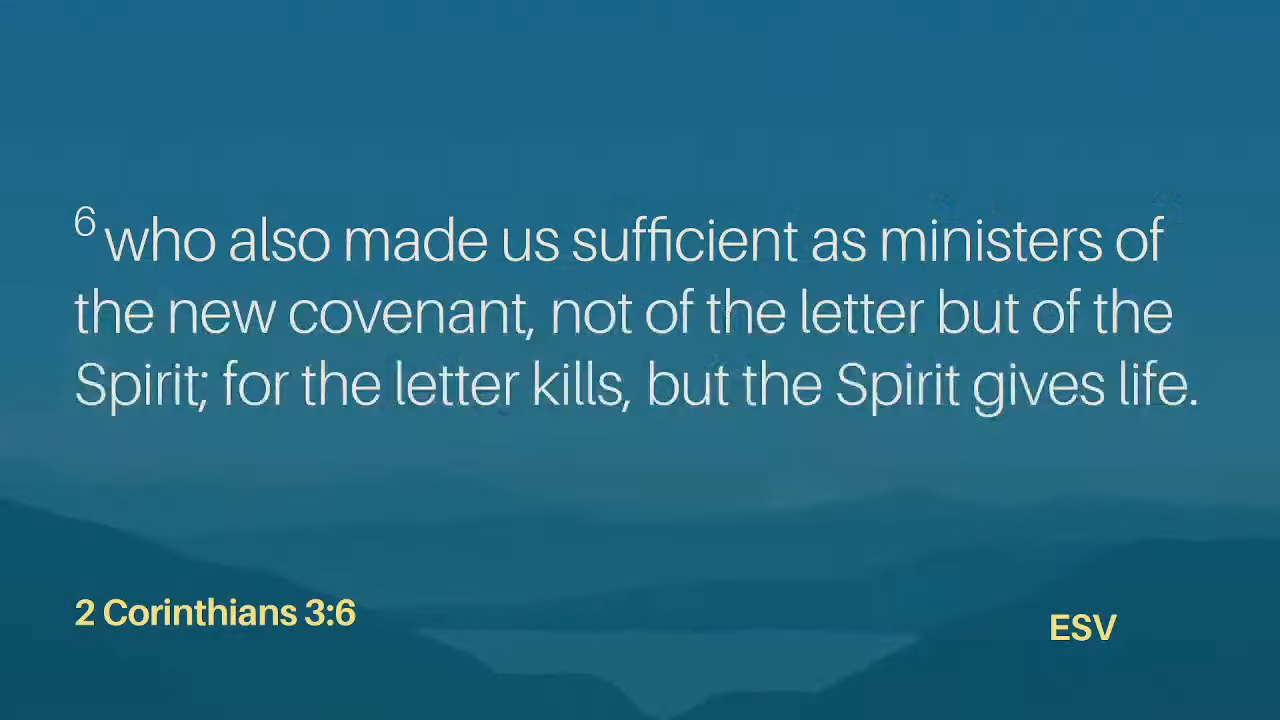 6 who also made us sufficient as ministers of
the new covenant, not of the letter but of the
Spirit; for the letter kills, but the Spirit gives life.
2 Corinthians 3:6
ESV